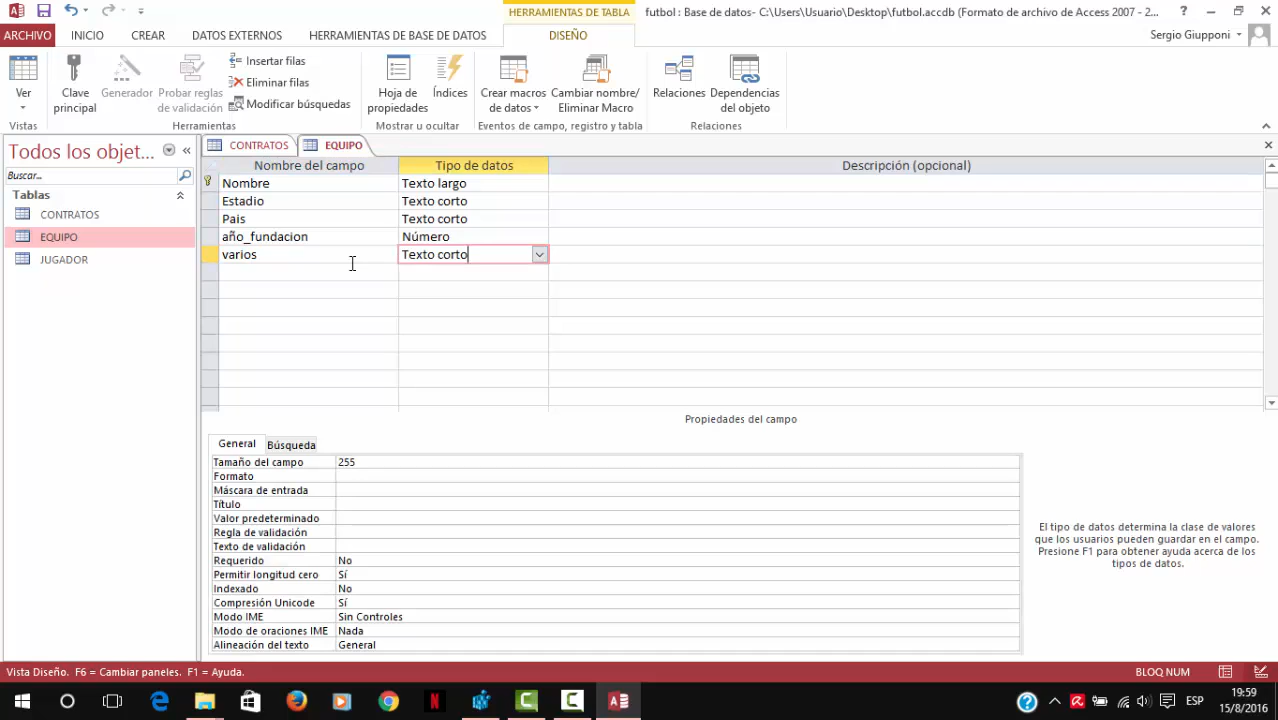 HERRAMIENTAS DE TABLA
futbol : Base de datos- C:\Users\Usuario\Desktop\futbol.accdb (Formato de archivo de Access 2007 - 2...
ARCHIVO INICIO CREAR DATOS EXTERNOS HERRAMIENTAS DE BASE DE DATOS DISEÑO Sergio Giupponi
Ver
Clave principal
Generador
Probar reglas de validación
Insertar filas
Eliminar filas
Modificar búsquedas
Hoja de propiedades
Índices
Crear macros de datos
Cambiar nombre/ Eliminar Macro
Relaciones
Dependencias del objeto
Vistas Herramientas Mostrar u ocultar Eventos de campo, registro y tabla Relaciones
Todos los objet...
Buscar...
Tablas
CONTRATOS
EQUIPO
JUGADOR
CONTRATOS EQUIPO
Nombre del campo Tipo de datos Descripción (opcional)
Nombre Texto largo
Estadio Texto corto
Pais Texto corto
año_fundacion Número
varios Texto corto
Propiedades del campo
General Búsqueda
Tamaño del campo 255
Formato
Máscara de entrada
Título
Valor predeterminado
Regla de validación
Texto de validación
Requerido No
Permitir longitud cero Sí
Indexado No
Compresión Unicode Sí
Modo IME Sin Controles
Modo de oraciones IME Nada
Alineación del texto General
El tipo de datos determina la clase de valores
que los usuarios pueden guardar en el campo.
Presione F1 para obtener ayuda acerca de los
tipos de datos.
Vista Diseño. F6 = Cambiar paneles. F1 = Ayuda. BLOQ NUM
ESP
19:59
15/8/2016